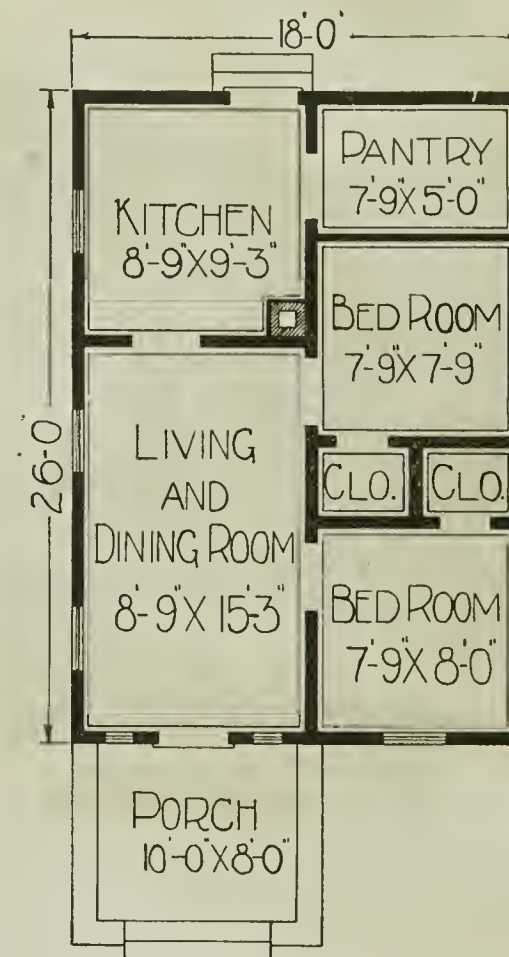 18'-0"
PANTRY
7'-9"X5'-0"
KITCHEN
8'-9"X9'-3"
BED ROOM
7'-9"X7'-9"
26'-0
LIVING
AND
DINING ROOM
8'-9"X15'-3"
CLO.
CLO.
BED ROOM
7'-9"X8'-0"
PORCH
10'-0"X8'-0"